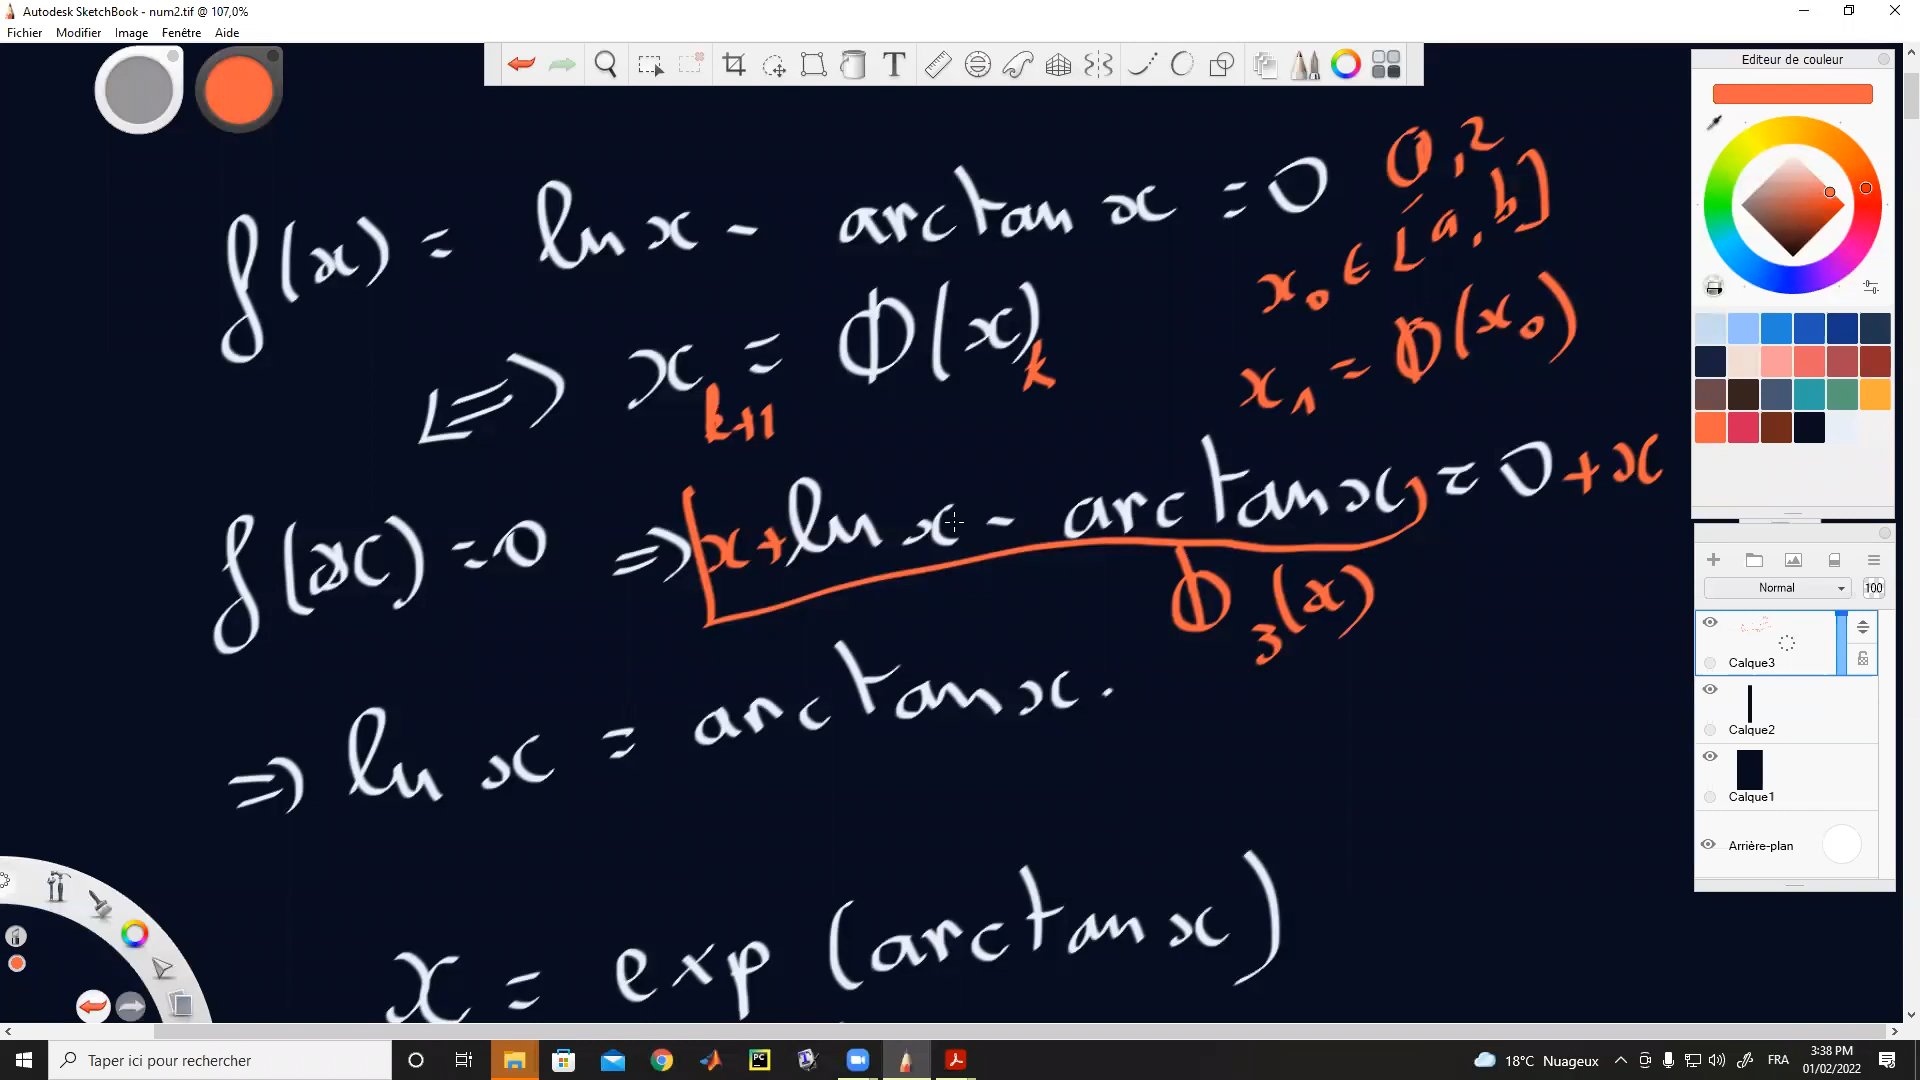 Autodesk SketchBook - num2.tif @ 107,0%
Fichier Modifier Image Fenêtre Aide
Editeur de couleur
f(x) = ln x - arctan x = 0
x₀ ∈ [a, b]
⇐⇒ x_{k+1} = Φ(x)_k
x₁ = Φ(x₀)
f(x) = 0 ⇒ [x + ln x - arctan x] = 0 + x
Φ₃(x)
⇒ ln x = arctan x.
x = exp (arctan x)
Normal 100
Calque3
Calque2
Calque1
Arrière-plan
Taper ici pour rechercher
PC
18°C Nuageux
FRA
3:38 PM
01/02/2022